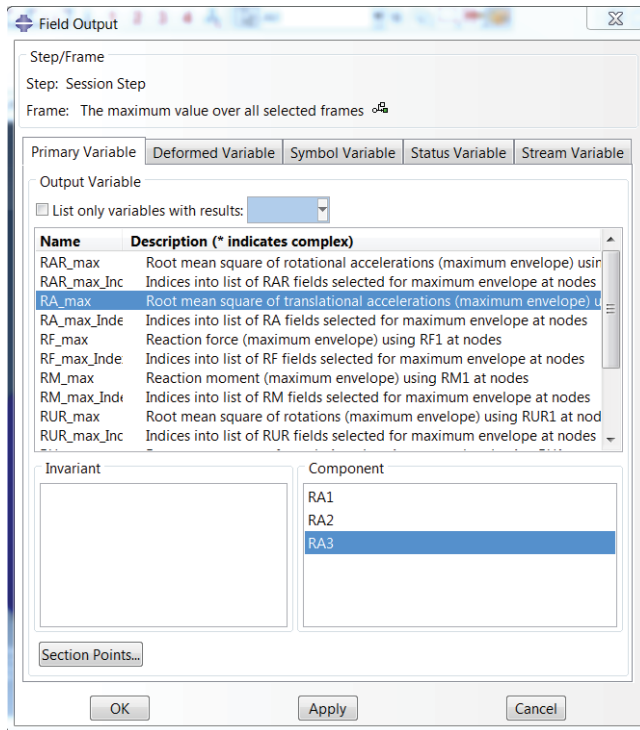 Field Output
Step/Frame
Step: Session Step
Frame: The maximum value over all selected frames
Primary Variable Deformed Variable Symbol Variable Status Variable Stream Variable
Output Variable
List only variables with results:
Name Description (* indicates complex)
RAR_max Root mean square of rotational accelerations (maximum envelope) usin
RAR_max_Inc Indices into list of RAR fields selected for maximum envelope at nodes
RA_max Root mean square of translational accelerations (maximum envelope) u
RA_max_Inde Indices into list of RA fields selected for maximum envelope at nodes
RF_max Reaction force (maximum envelope) using RF1 at nodes
RF_max_Inde: Indices into list of RF fields selected for maximum envelope at nodes
RM_max Reaction moment (maximum envelope) using RM1 at nodes
RM_max_Inde Indices into list of RM fields selected for maximum envelope at nodes
RUR_max Root mean square of rotations (maximum envelope) using RUR1 at nod
RUR_max_Inc Indices into list of RUR fields selected for maximum envelope at nodes
Invariant Component
RA1
RA2
RA3
Section Points...
OK Apply Cancel